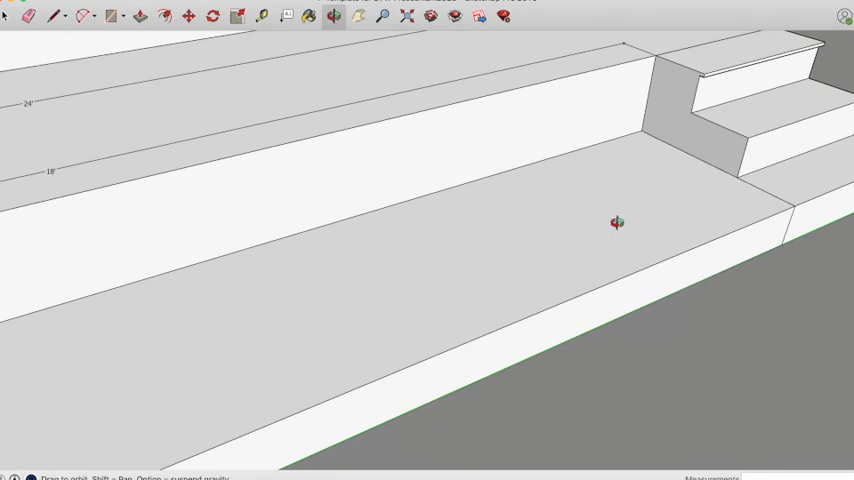 24'
18'
Drag to orbit. Shift = Pan, Option = suspend gravity
Measurements